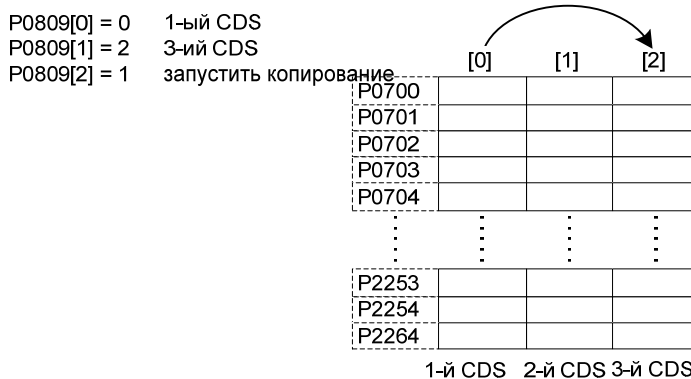 P0809[0] = 0 1-ый CDS
P0809[1] = 2 3-ий CDS
P0809[2] = 1 запустить копирование
[0] [1] [2]
P0700
P0701
P0702
P0703
P0704
P2253
P2254
P2264
1-й CDS 2-й CDS 3-й CDS